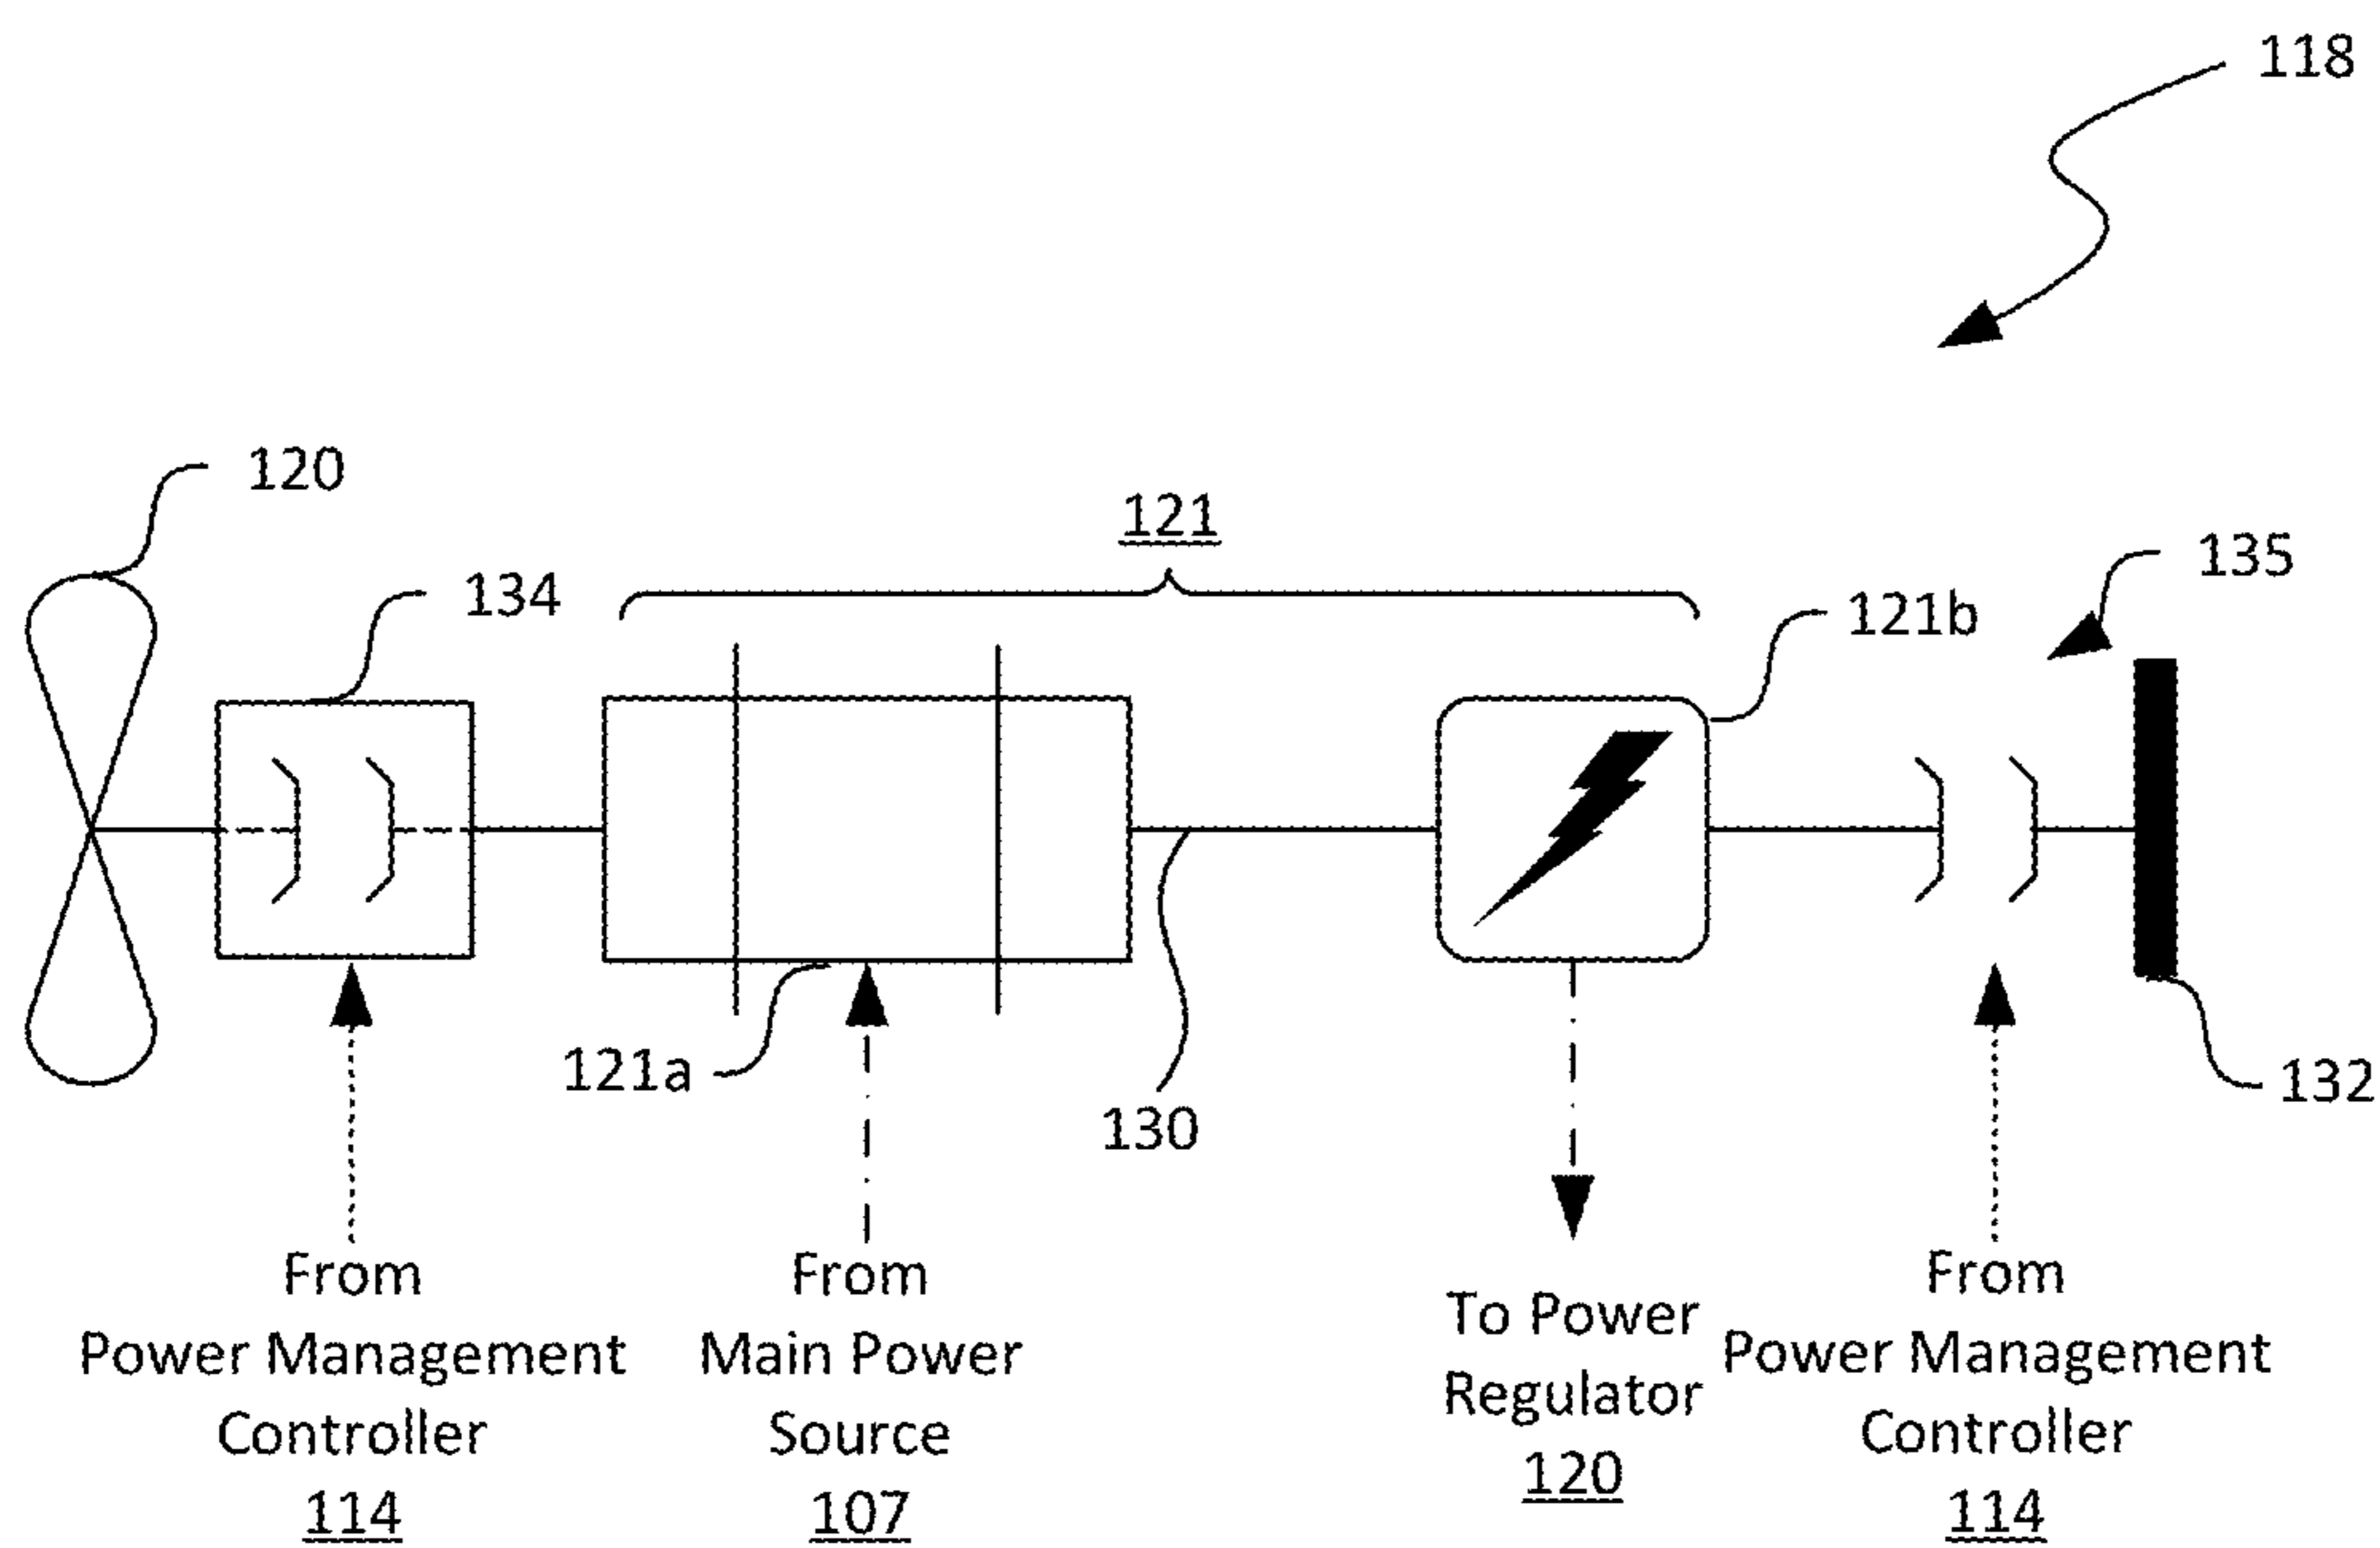 118
120
121
135
134
121b
121a
130
132
From
Power Management
Controller
114
From
Main Power
Source
107
To Power
Regulator
120
From
Power Management
Controller
114